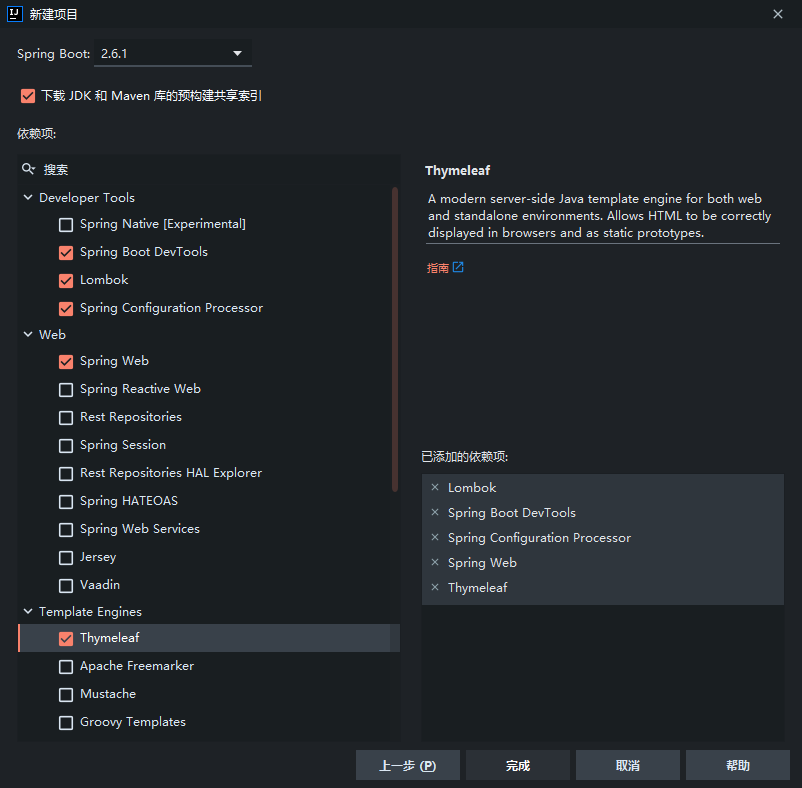 新建项目
Spring Boot: 2.6.1
下载 JDK 和 Maven 库的预构建共享索引
依赖项:
搜索
Developer Tools
Spring Native [Experimental]
Spring Boot DevTools
Lombok
Spring Configuration Processor
Web
Spring Web
Spring Reactive Web
Rest Repositories
Spring Session
Rest Repositories HAL Explorer
Spring HATEOAS
Spring Web Services
Jersey
Vaadin
Template Engines
Thymeleaf
Apache Freemarker
Mustache
Groovy Templates
Thymeleaf
A modern server-side Java template engine for both web
and standalone environments. Allows HTML to be correctly
displayed in browsers and as static prototypes.
指南
已添加的依赖项:
Lombok
Spring Boot DevTools
Spring Configuration Processor
Spring Web
Thymeleaf
上一步 (P) 完成 取消 帮助